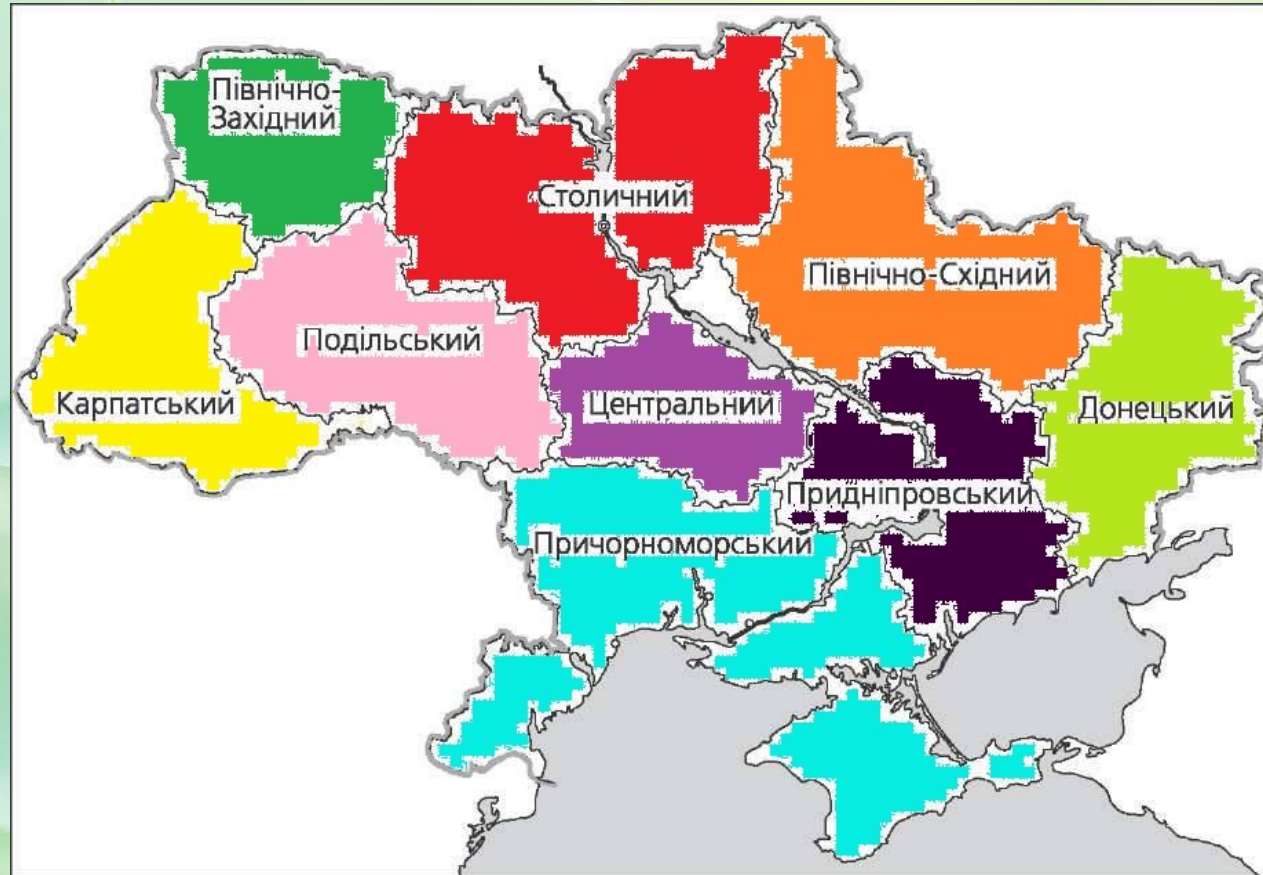 Північно-
Західний
Столичний
Північно-Східний
Подільський
Карпатський
Центральний
Донецький
Придніпровський
Причорноморський